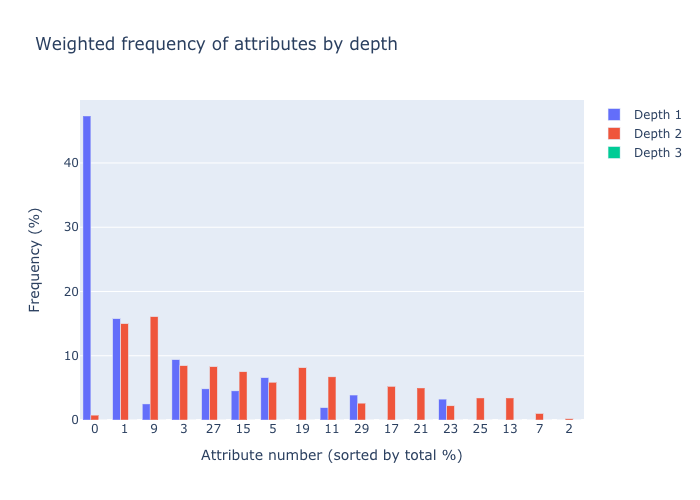 Weighted frequency of attributes by depth
Depth 1
Depth 2
Depth 3
Frequency (%)
40
30
20
10
0
0 1 9 3 27 15 5 19 11 29 17 21 23 25 13 7 2
Attribute number (sorted by total %)